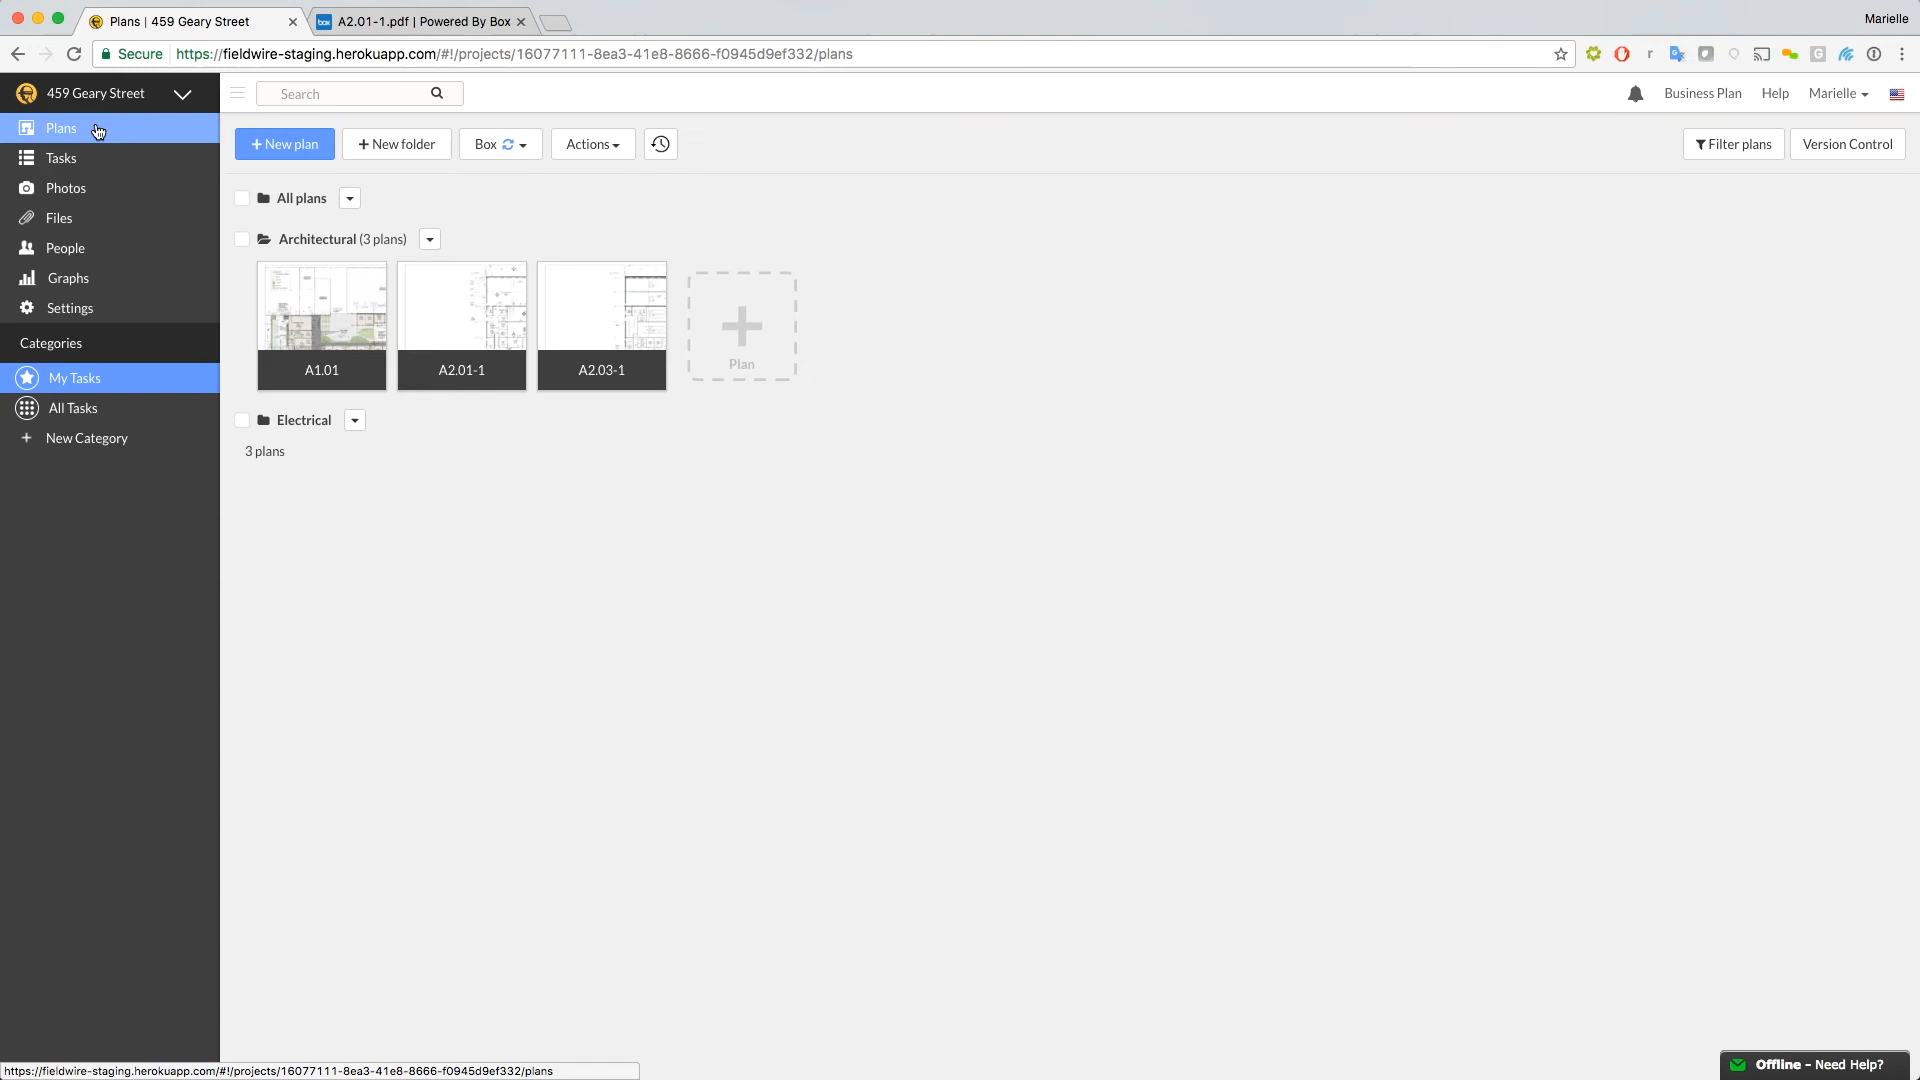 Plans | 459 Geary Street
A2.01-1.pdf | Powered By Box
Marielle
Secure
https://fieldwire-staging.herokuapp.com/#!/projects/16077111-8ea3-41e8-8666-f0945d9ef332/plans
459 Geary Street
Search
Business Plan
Help
Marielle
Plans
Tasks
Photos
Files
People
Graphs
Settings
Categories
My Tasks
All Tasks
+ New Category
+ New plan
+ New folder
Box
Actions
Filter plans
Version Control
All plans
Architectural (3 plans)
A1.01
A2.01-1
A2.03-1
Plan
Electrical
3 plans
https://fieldwire-staging.herokuapp.com/#!/projects/16077111-8ea3-41e8-8666-f0945d9ef332/plans
Offline - Need Help?